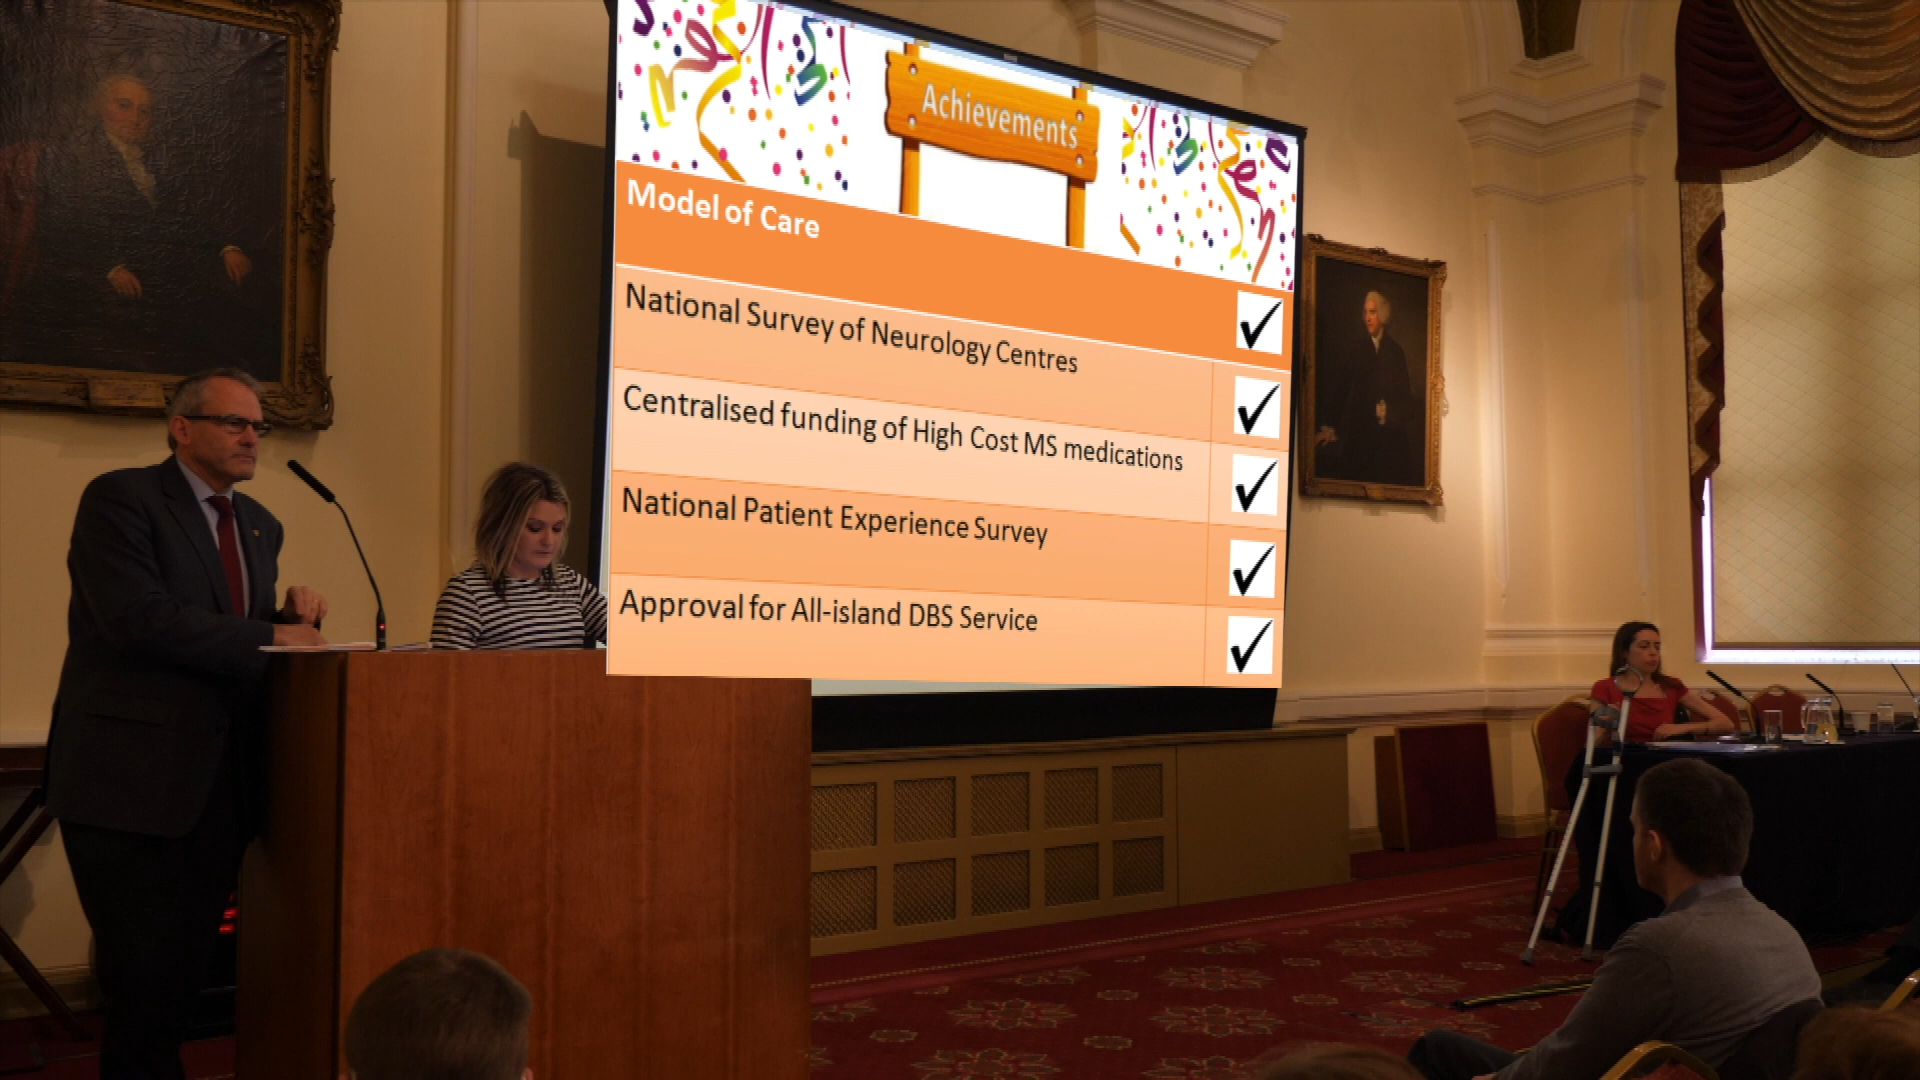 Achievements
Model of Care
National Survey of Neurology Centres
Centralised funding of High Cost MS medications
National Patient Experience Survey
Approval for All-island DBS Service